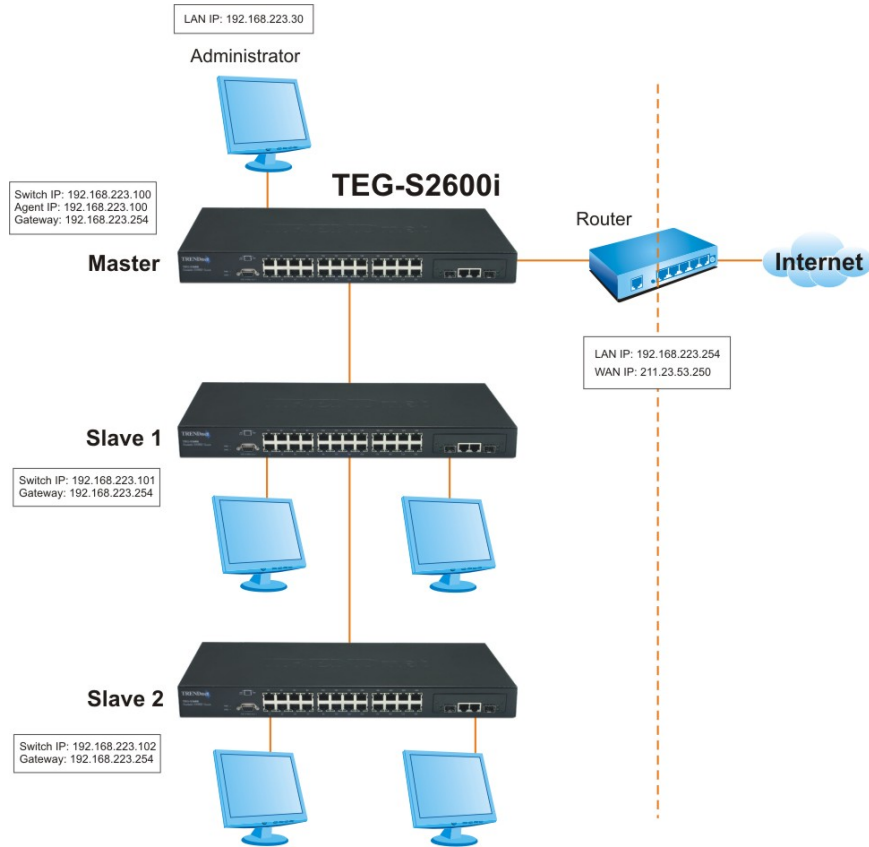 LAN IP: 192.168.223.30
Administrator
TEG-S2600i
Switch IP: 192.168.223.100
Agent IP: 192.168.223.100
Gateway: 192.168.223.254
Master
TRENDnet
Router
Internet
LAN IP: 192.168.223.254
WAN IP: 211.23.53.250
Slave 1
TRENDnet
Switch IP: 192.168.223.101
Gateway: 192.168.223.254
Slave 2
TRENDnet
Switch IP: 192.168.223.102
Gateway: 192.168.223.254